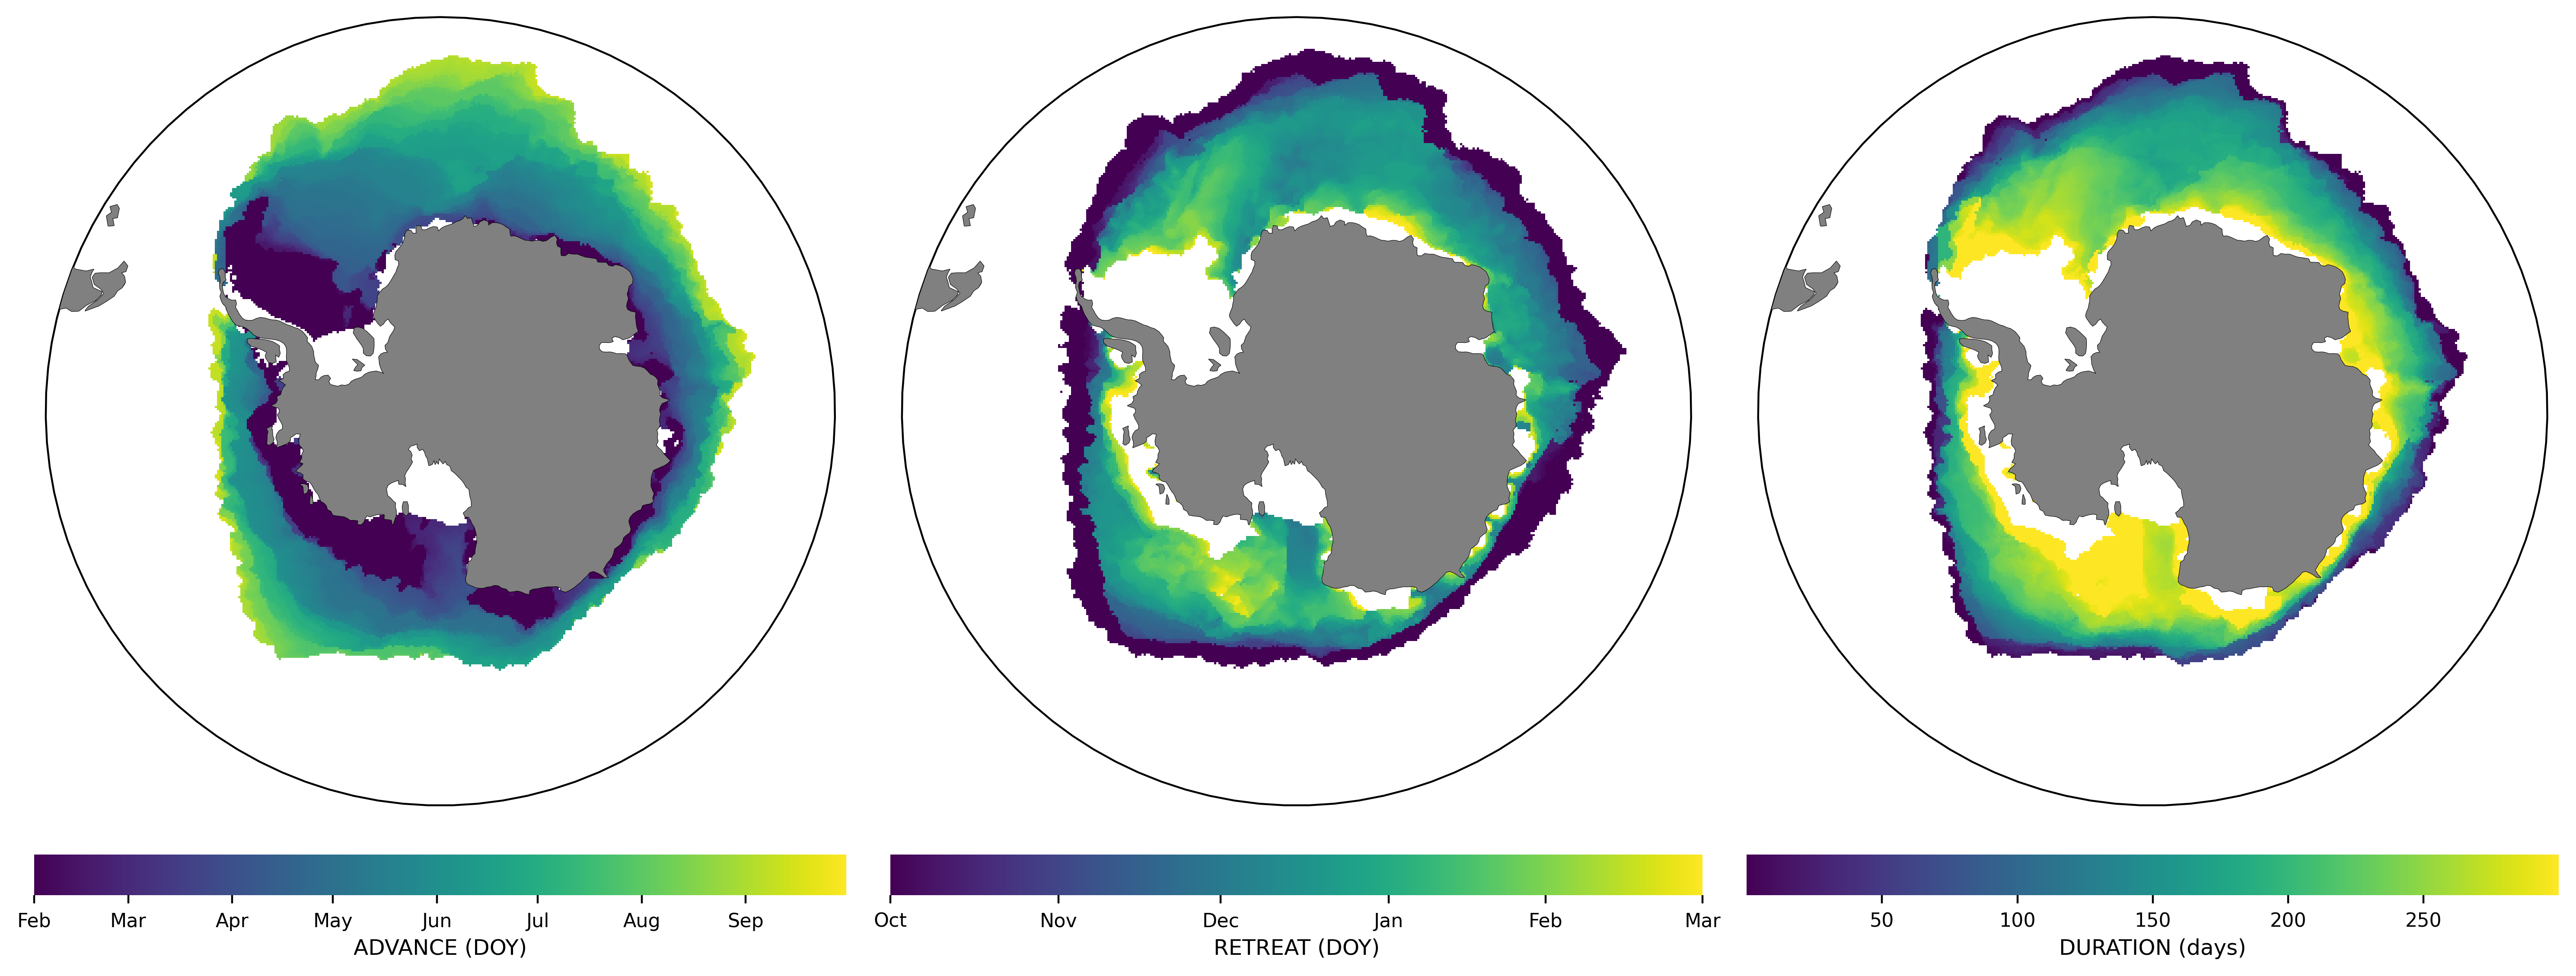 Feb Mar Apr May Jun Jul Aug Sep
ADVANCE (DOY)
Oct Nov Dec Jan Feb Mar
RETREAT (DOY)
50 100 150 200 250
DURATION (days)